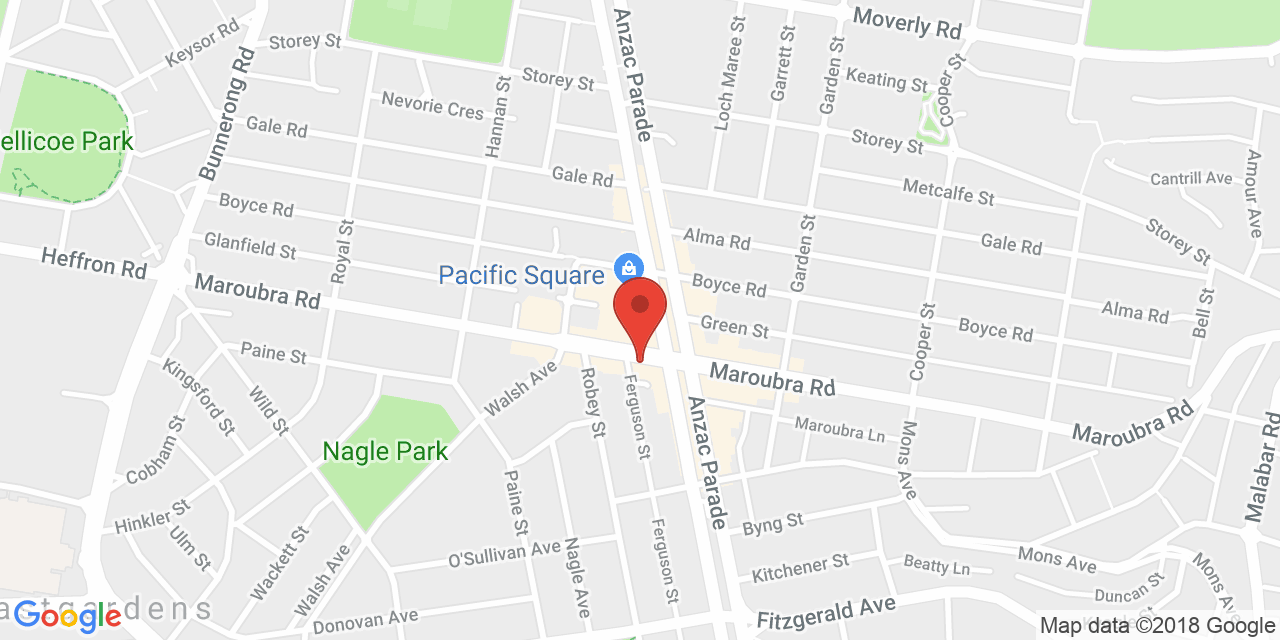 Moverly Rd
Keysor Rd
Storey St
Anzac Parade
Loch Maree St
Garrett St
Garden St
Keating St
Cooper St
Bunnerong Rd
Storey St
Nevorie Cres
Hannan St
Gale Rd
ellicoe Park
Storey St
Armour Ave
Cantrill Ave
Gale Rd
Metcalfe St
Boyce Rd
Storey St
Alma Rd
Gale Rd
Glanfield St
Royal St
Garden St
Heffron Rd
Pacific Square
Maroubra Rd
Boyce Rd
Alma Rd
Bell St
Green St
Boyce Rd
Cooper St
Paine St
Maroubra Rd
Walsh Ave
Kingsford St
Wild St
Robey St
Ferguson St
Anzac Parade
Maroubra Ln
Maroubra Rd
Mons Ave
Malabar Rd
Nagle Park
Cobham St
Paine St
Hinkler St
Byng St
Ulm St
Wackett St
O'Sullivan Ave
Nagle Ave
Ferguson St
Kitchener St
Beatty Ln
Mons Ave
Mons Ave
Walsh Ave
Duncan St
astgardens
Donovan Ave
Fitzgerald Ave
Google
Map data ©2018 Google